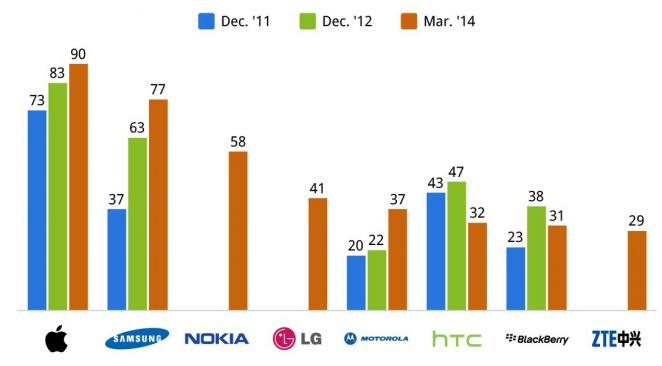 Dec. '11 Dec. '12 Mar. '14
73 83 90
37 63 77
58
41
20 22 37
43 47 32
23 38 31
29
SAMSUNG NOKIA LG MOTOROLA hTC BlackBerry ZTE中兴